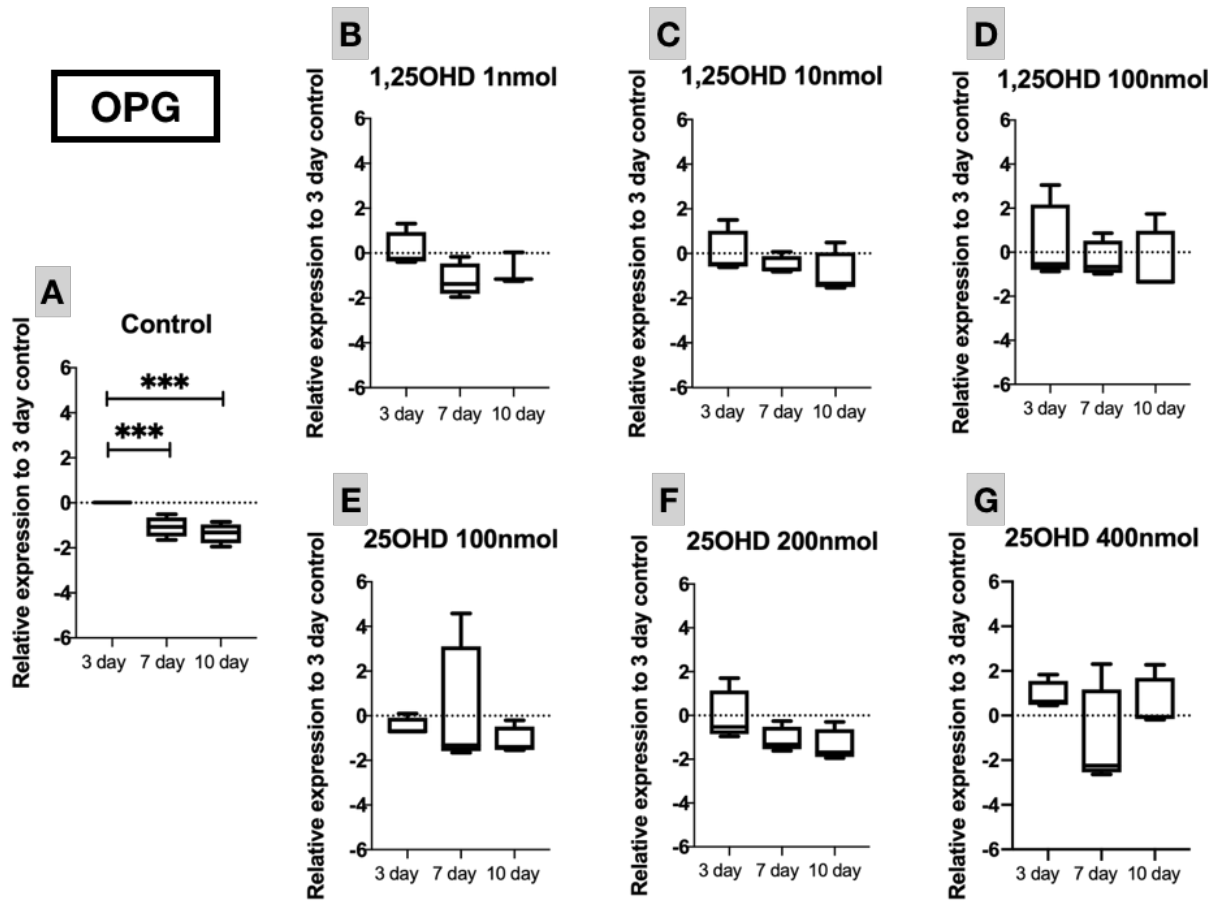 OPG
A
Control
Relative expression to 3 day control
6
4
2
0
-2
-4
-6
***
***
3 day 7 day 10 day
B
1,25OHD 1nmol
Relative expression to 3 day control
6
4
2
0
-2
-4
-6
3 day 7 day 10 day
C
1,25OHD 10nmol
Relative expression to 3 day control
6
4
2
0
-2
-4
-6
3 day 7 day 10 day
D
1,25OHD 100nmol
Relative expression to 3 day control
6
4
2
0
-2
-4
-6
3 day 7 day 10 day
E
25OHD 100nmol
Relative expression to 3 day control
6
4
2
0
-2
-4
-6
3 day 7 day 10 day
F
25OHD 200nmol
Relative expression to 3 day control
6
4
2
0
-2
-4
-6
3 day 7 day 10 day
G
25OHD 400nmol
Relative expression to 3 day control
6
4
2
0
-2
-4
-6
3 day 7 day 10 day